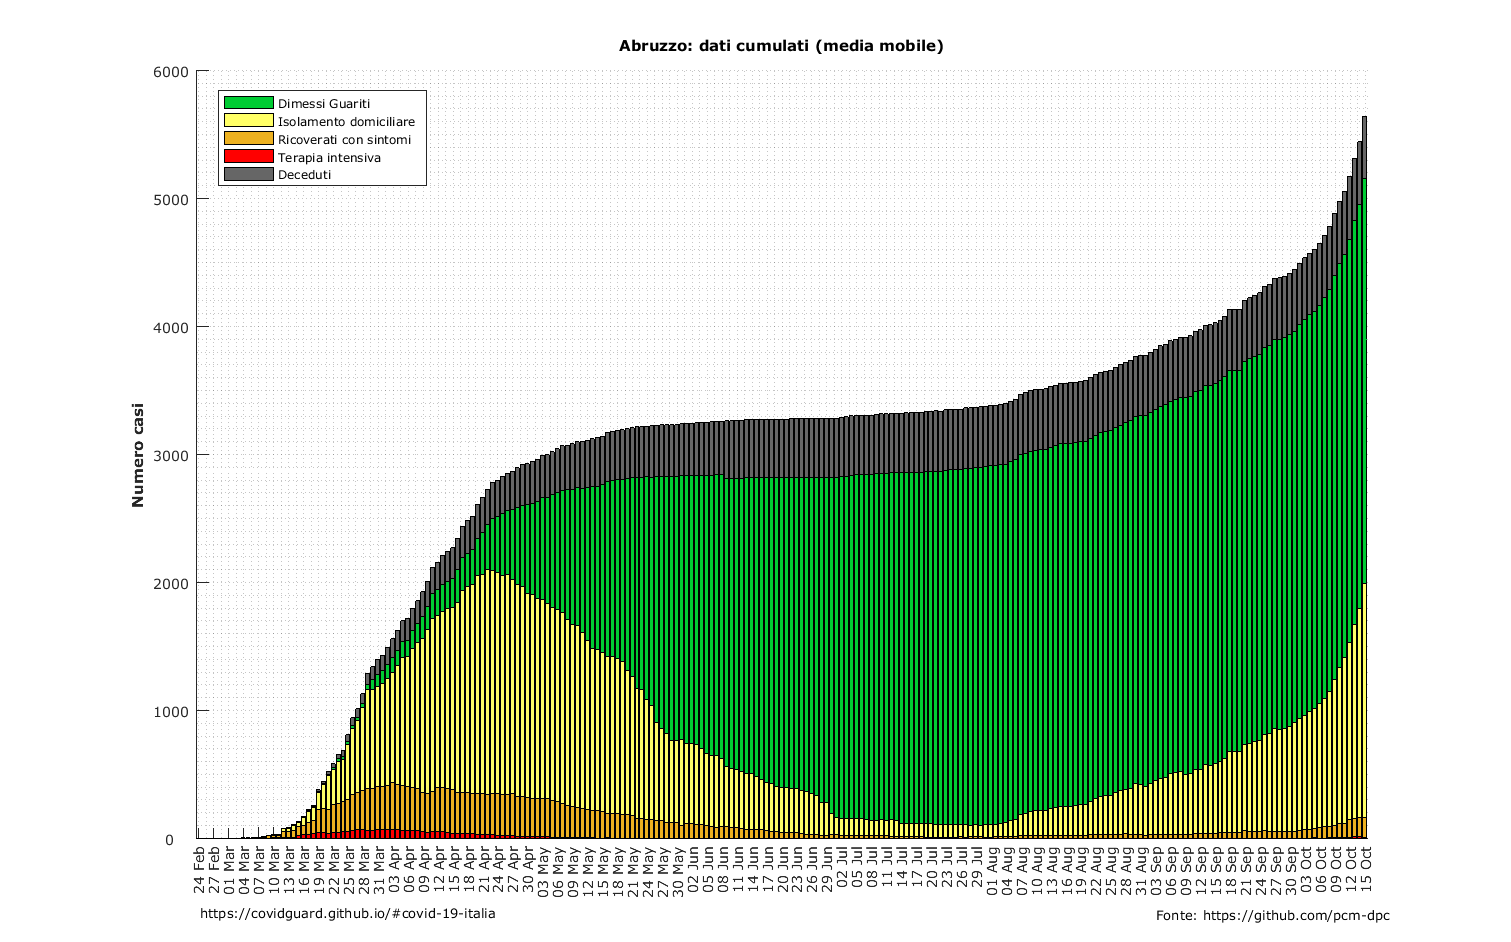 Abruzzo: dati cumulati (media mobile)
6000
5000
4000
3000
2000
1000
0
Numero casi
Dimessi Guariti
Isolamento domiciliare
Ricoverati con sintomi
Terapia intensiva
Deceduti
24 Feb
27 Feb
01 Mar
04 Mar
07 Mar
10 Mar
13 Mar
16 Mar
19 Mar
22 Mar
25 Mar
28 Mar
31 Mar
03 Apr
06 Apr
09 Apr
12 Apr
15 Apr
18 Apr
21 Apr
24 Apr
27 Apr
30 Apr
03 May
06 May
09 May
12 May
15 May
18 May
21 May
24 May
27 May
30 May
02 Jun
05 Jun
08 Jun
11 Jun
14 Jun
17 Jun
20 Jun
23 Jun
26 Jun
29 Jun
02 Jul
05 Jul
08 Jul
11 Jul
14 Jul
17 Jul
20 Jul
23 Jul
26 Jul
29 Jul
01 Aug
04 Aug
07 Aug
10 Aug
13 Aug
16 Aug
19 Aug
22 Aug
25 Aug
28 Aug
31 Aug
03 Sep
06 Sep
09 Sep
12 Sep
15 Sep
18 Sep
21 Sep
24 Sep
27 Sep
30 Sep
03 Oct
06 Oct
09 Oct
12 Oct
15 Oct
https://covidguard.github.io/#covid-19-italia
Fonte: https://github.com/pcm-dpc